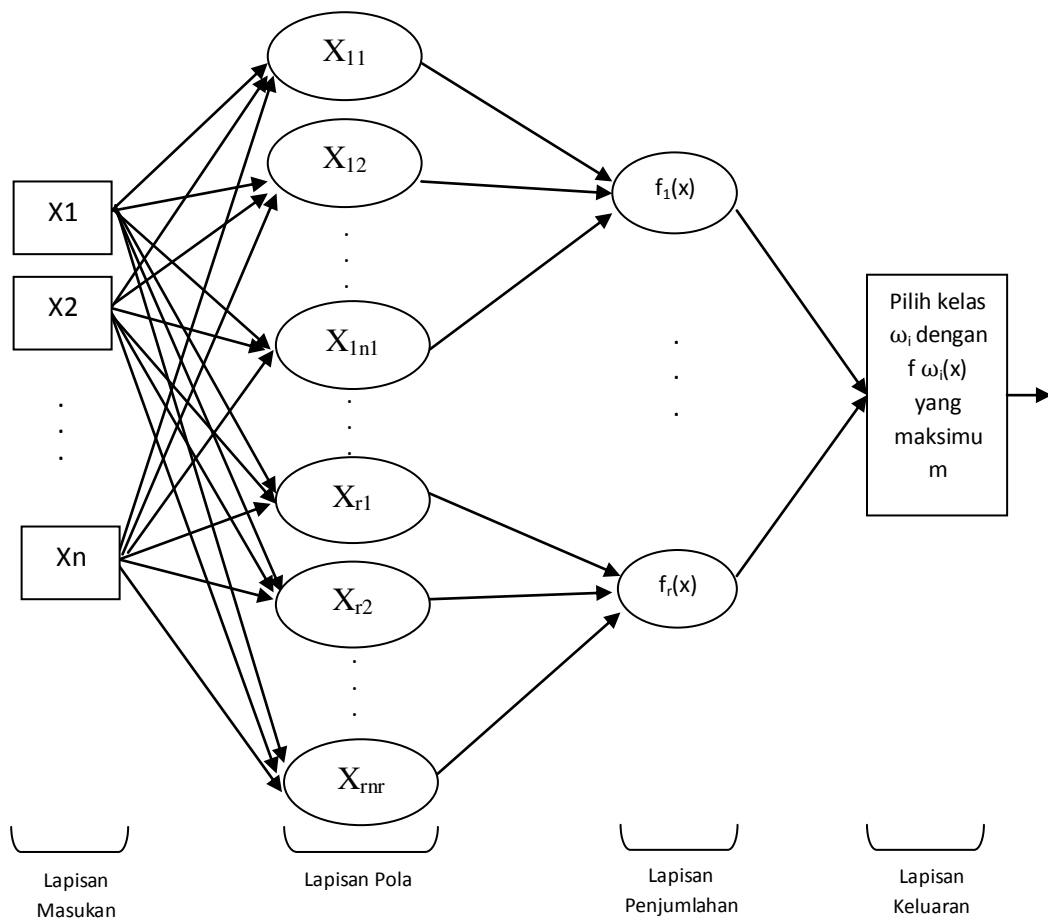 X1
X2
Xn
X₁₁
X₁₂
X₁ₙ₁
Xᵣ₁
Xᵣ₂
Xᵣₙᵣ
f₁(x)
fᵣ(x)
Pilih kelas
ωᵢ dengan
f ωᵢ(x)
yang
maksimu
m
Lapisan
Masukan
Lapisan Pola
Lapisan
Penjumlahan
Lapisan
Keluaran